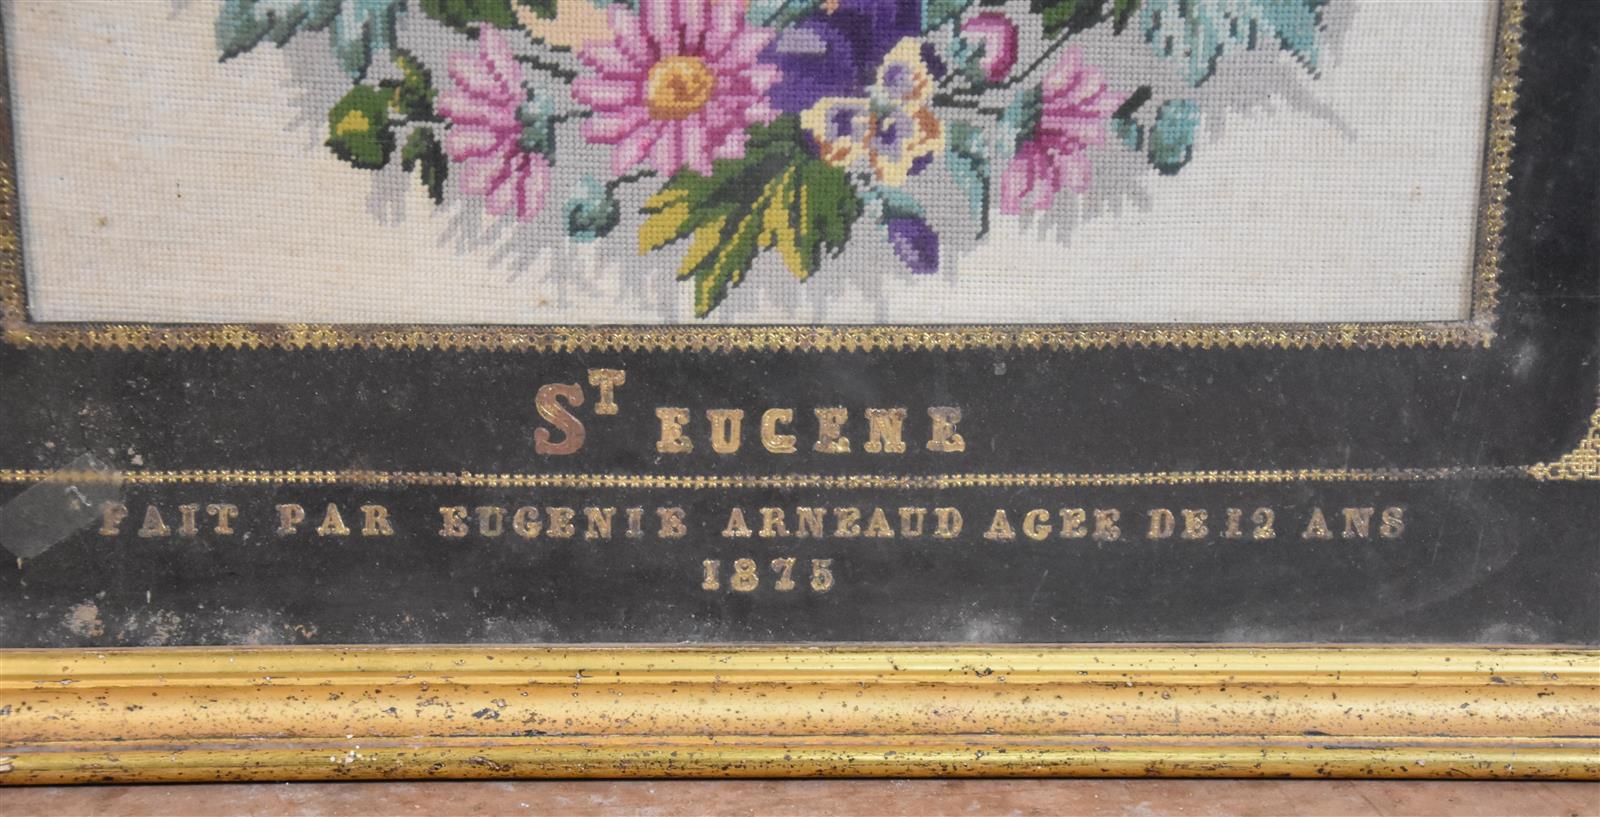 ST EUGENE
FAIT PAR EUGENIE ARNEAUD AGEE DE 12 ANS
1875